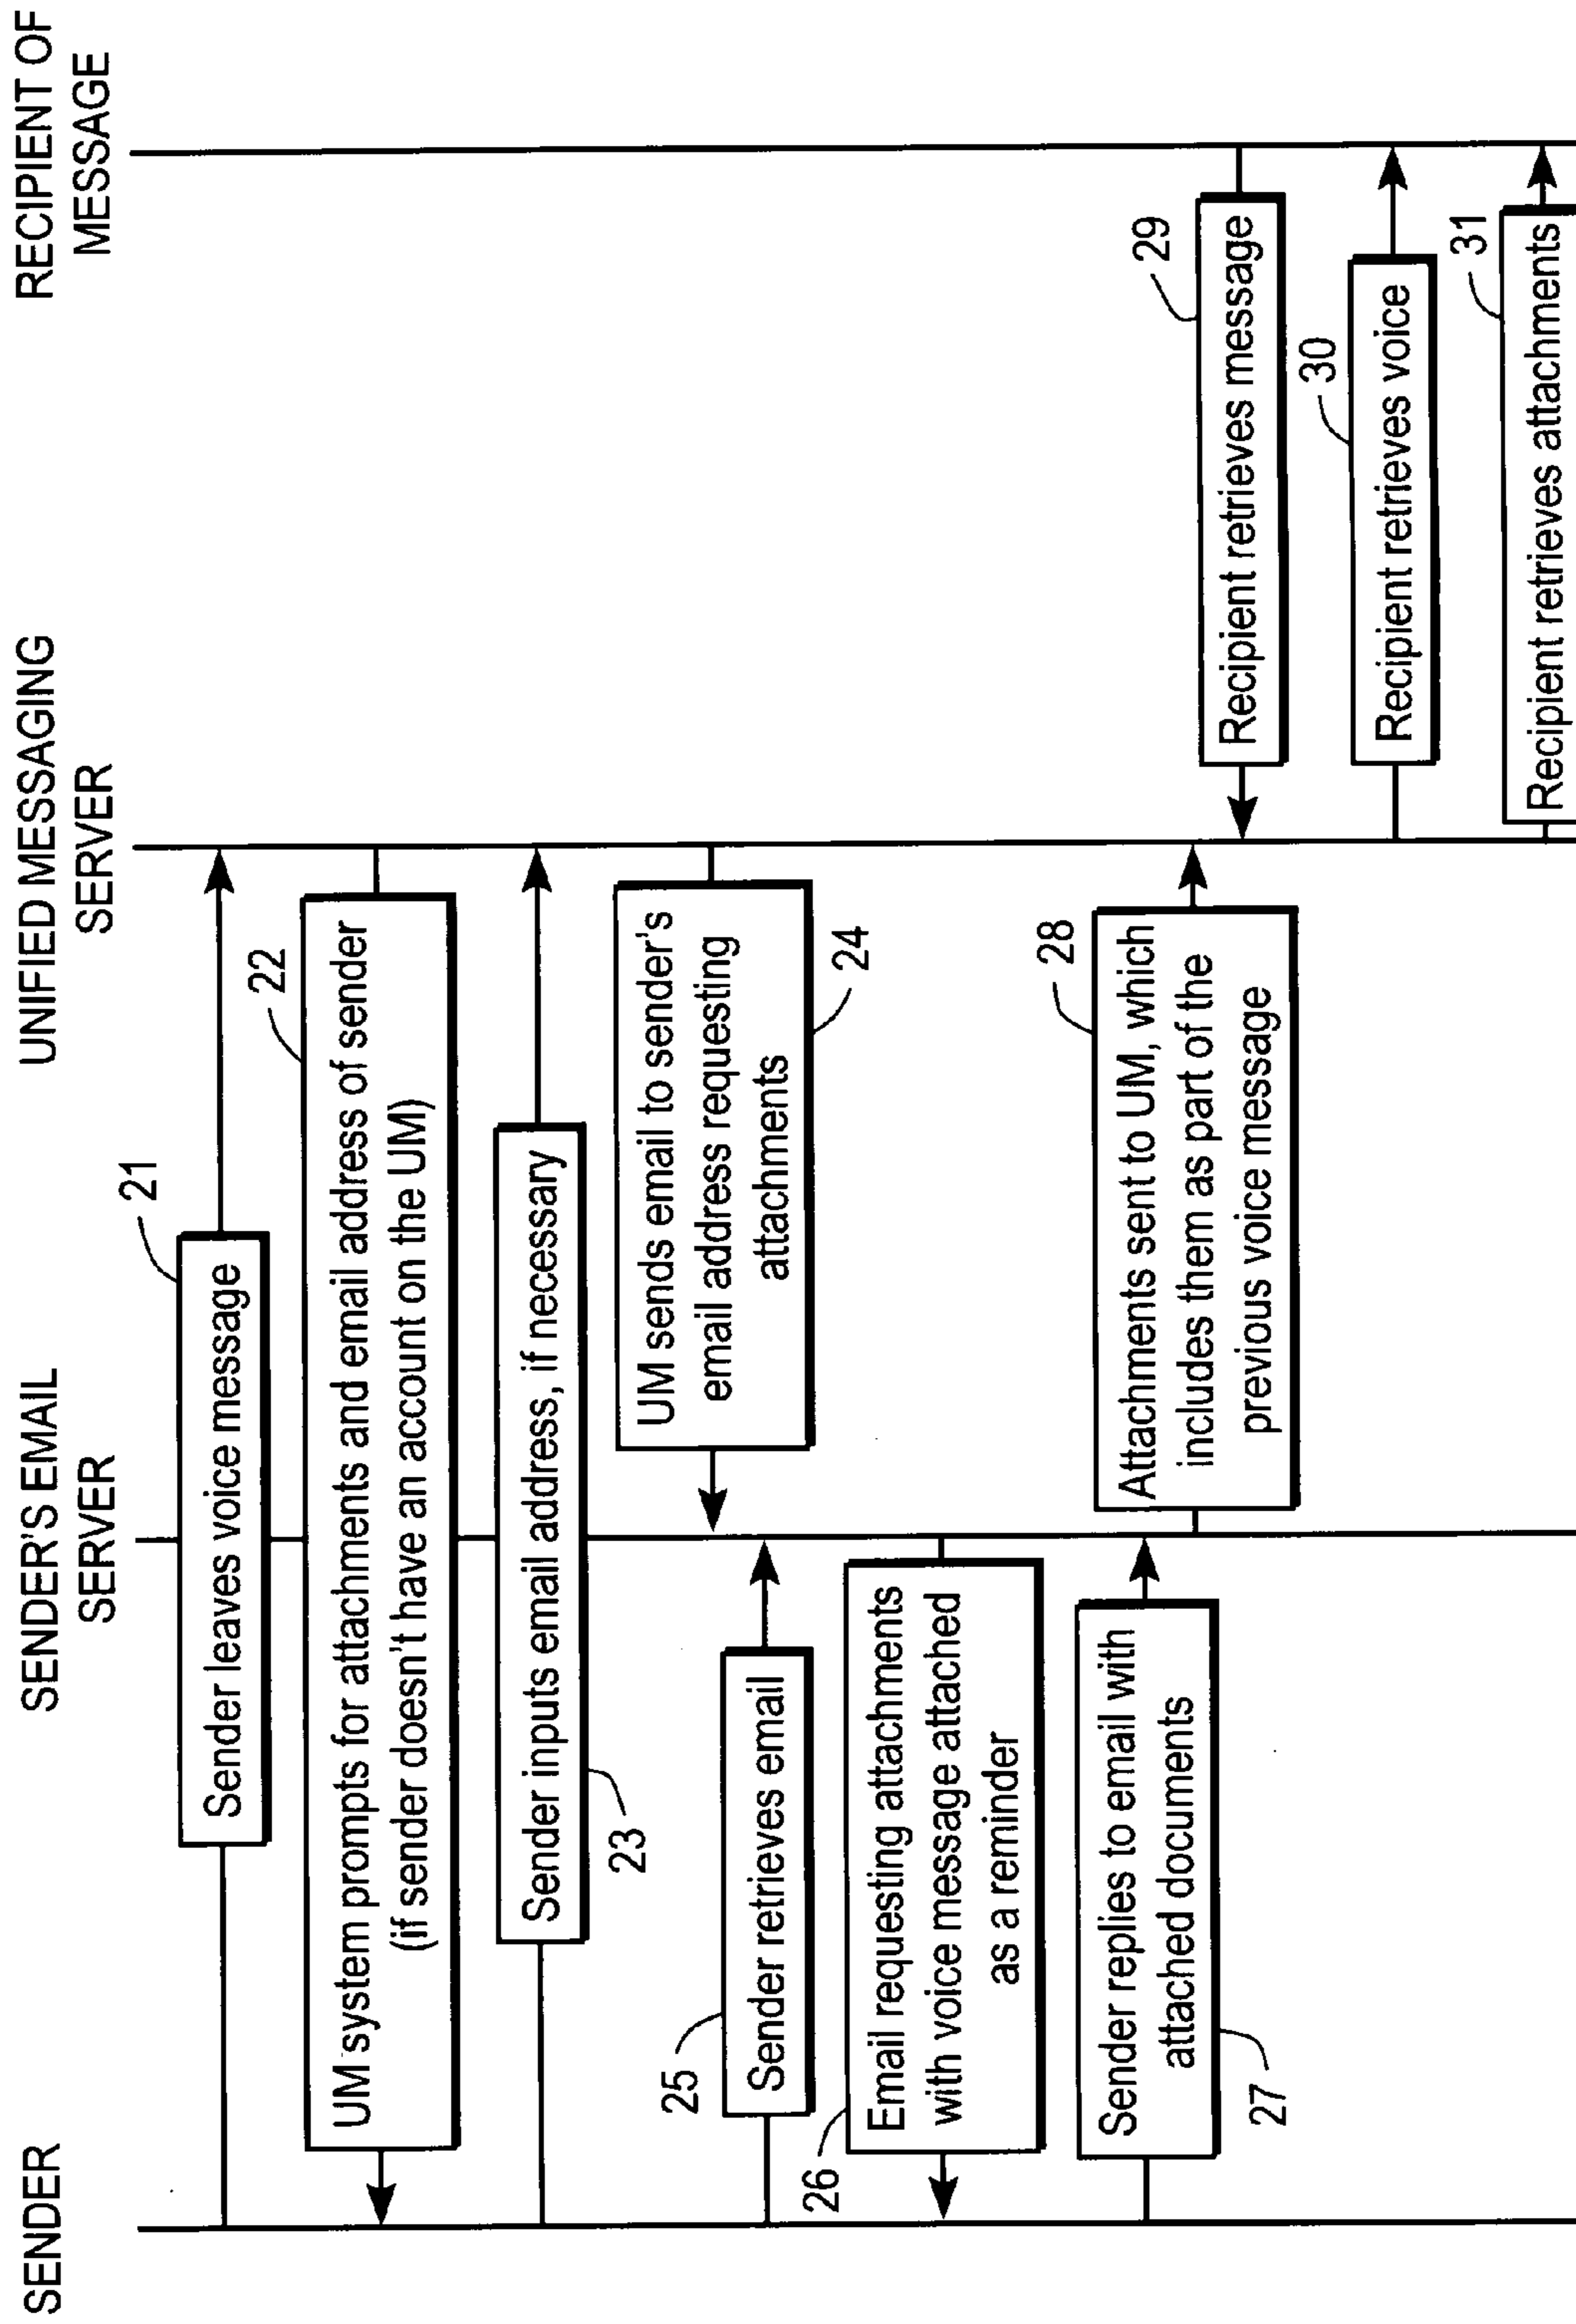 SENDER
SENDER'S EMAIL
SERVER
UNIFIED MESSAGING
SERVER
RECIPIENT OF
MESSAGE
21
Sender leaves voice message
22
UM system prompts for attachments and email address of sender
(if sender doesn't have an account on the UM)
Sender inputs email address, if necessary
23
UM sends email to sender's
email address requesting
attachments
24
25
Sender retrieves email
26
Email requesting attachments
with voice message attached
as a reminder
Sender replies to email with
attached documents
27
28
Attachments sent to UM, which
includes them as part of the
previous voice message
29
Recipient retrieves message
30
Recipient retrieves voice
31
Recipient retrieves attachments